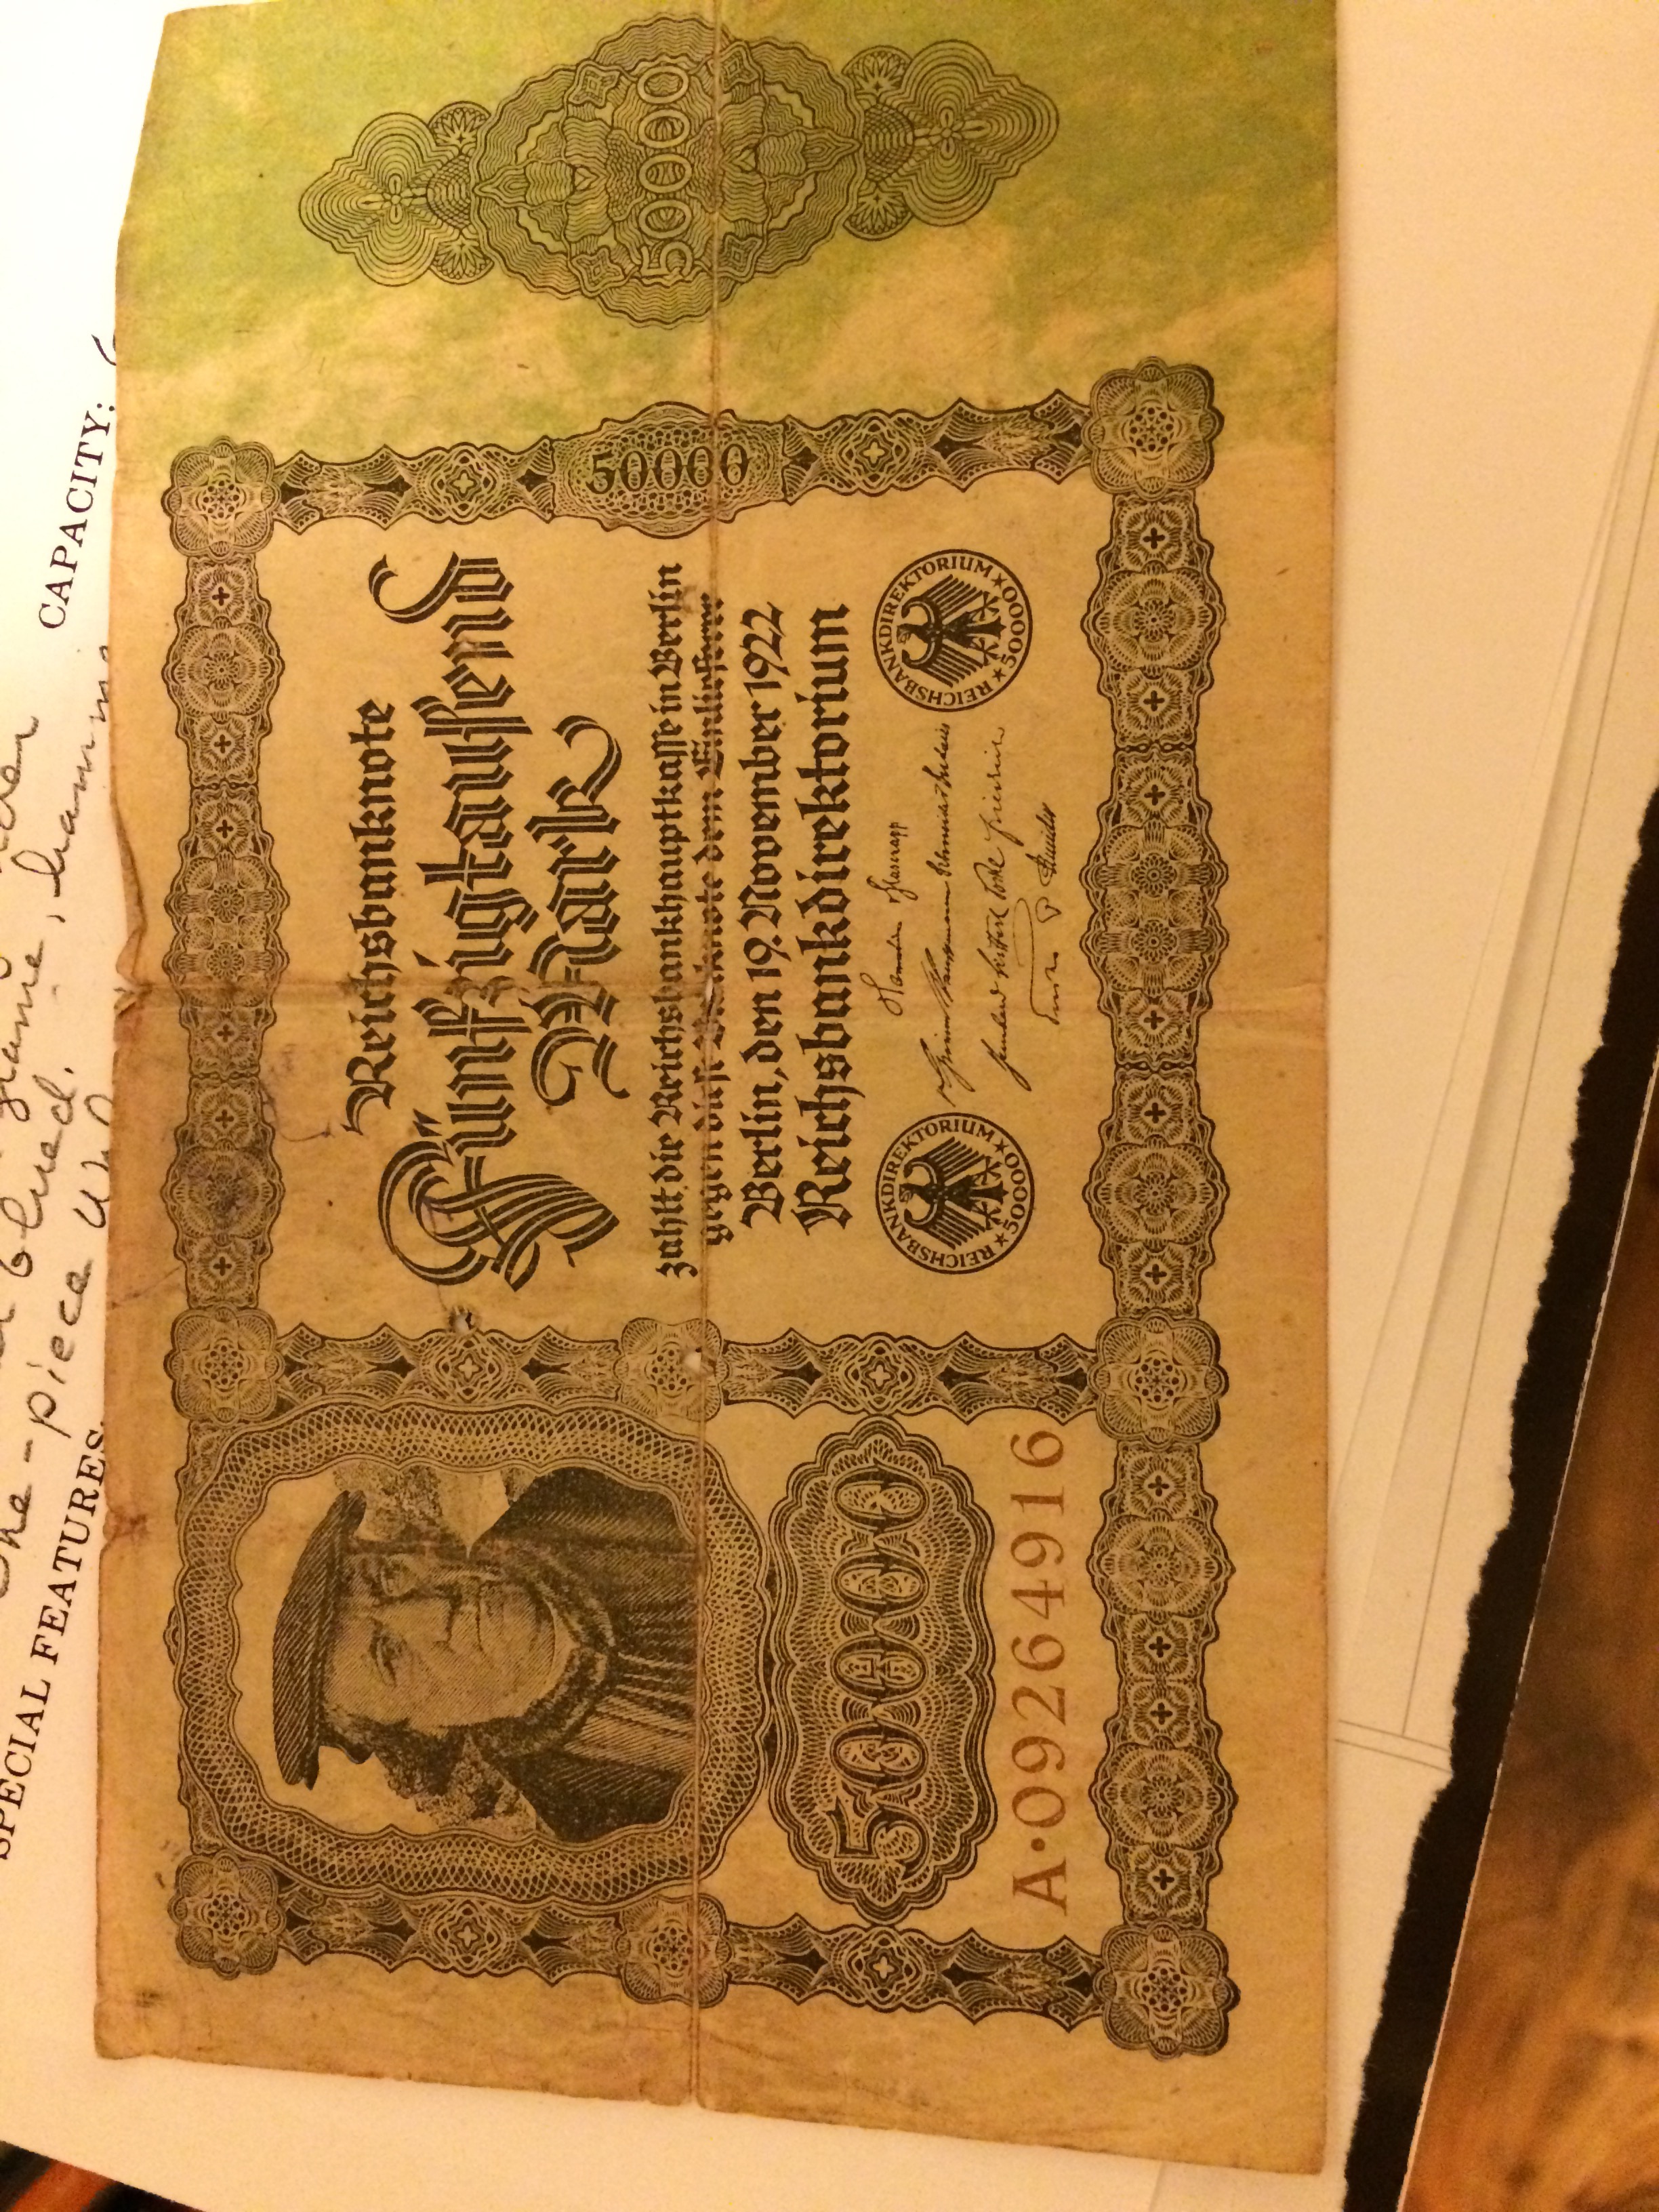 Reichsbanknote
Fünfzigtausend
Mark
zahlt die Reichsbankhauptkasse in Berlin
gegen diese Banknote dem Einlieferer
Berlin, den 19. November 1922
Reichsbankdirektorium
REICHSBANKDIREKTORIUM ★ 50000 ★
REICHSBANKDIREKTORIUM ★ 50000 ★
50000
A·09264916
50000
50000
CAPACITY:
SPECIAL FEATURES.
blued.
one-piece